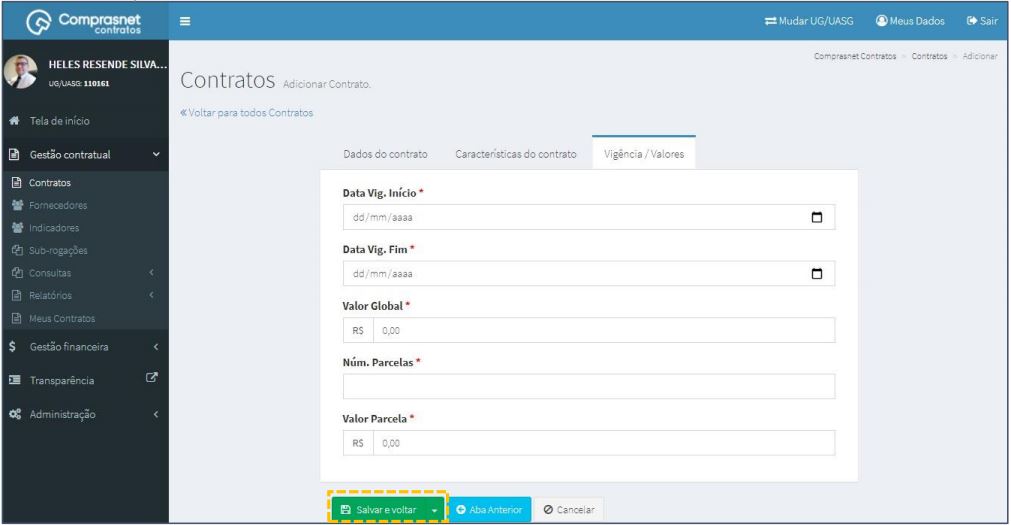 Comprasnet
contratos
Mudar UG/UASG
Meus Dados
Sair
HELES RESENDE SILVA...
UG/UASG: 110161
Comprasnet Contratos > Contratos > Adicionar
Contratos Adicionar Contrato.
Voltar para todos Contratos
Tela de início
Gestão contratual
Contratos
Fornecedores
Indicadores
Sub-rogações
Consultas
Relatórios
Meus Contratos
Gestão financeira
Transparência
Administração
Dados do contrato
Características do contrato
Vigência / Valores
Data Vig. Início *
dd/mm/aaaa
Data Vig. Fim *
dd/mm/aaaa
Valor Global *
R$ 0,00
Núm. Parcelas *
Valor Parcela *
R$ 0,00
Salvar e voltar
Aba Anterior
Cancelar